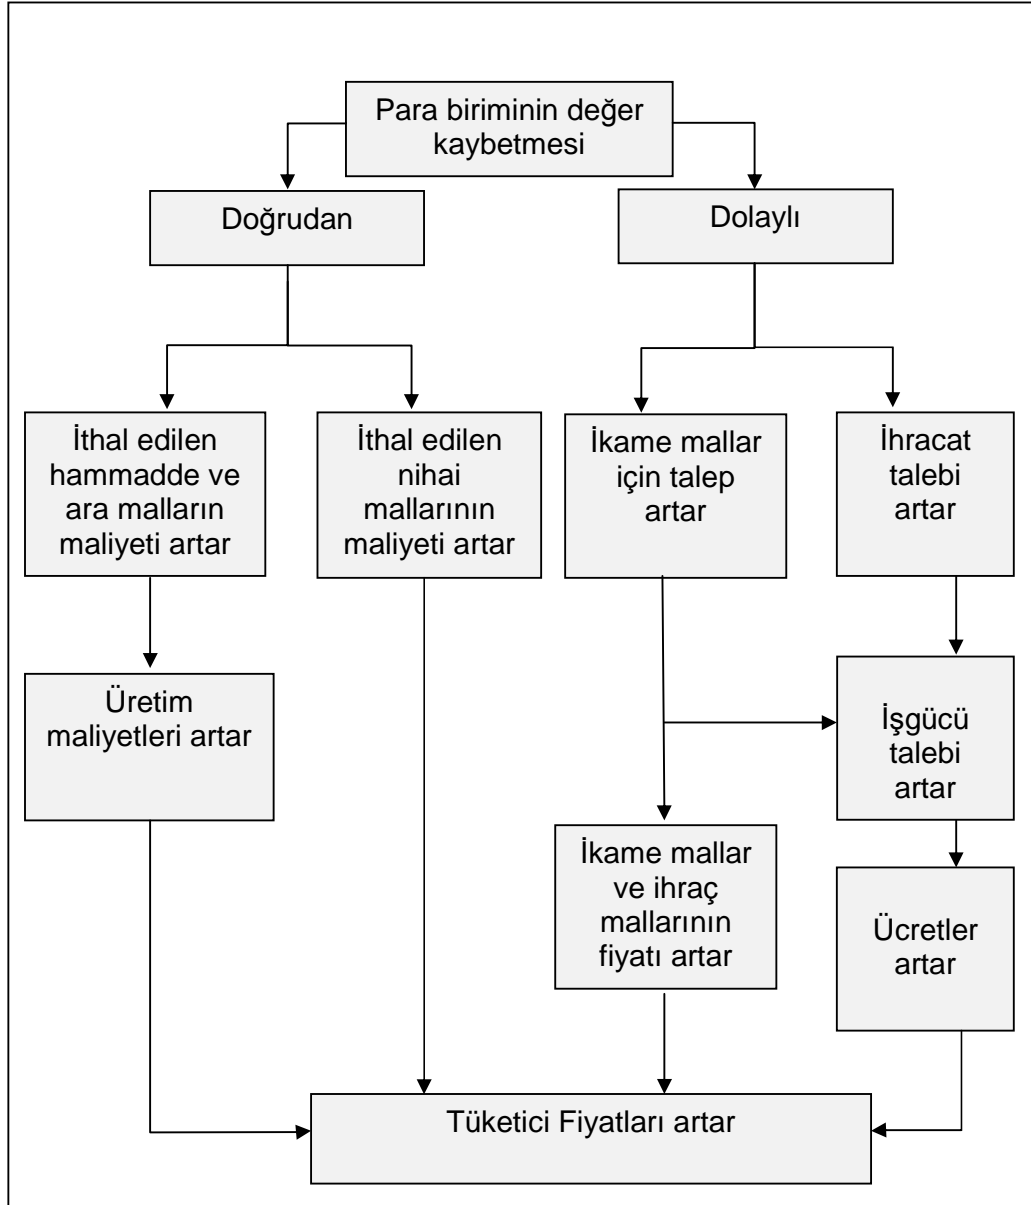 Para biriminin değer
kaybetmesi
Doğrudan
Dolaylı
İthal edilen
hammadde ve
ara malların
maliyeti artar
İthal edilen
nihai
mallarının
maliyeti artar
İkame mallar
için talep
artar
İhracat
talebi
artar
Üretim
maliyetleri artar
İşgücü
talebi
artar
İkame mallar
ve ihraç
mallarının
fiyatı artar
Ücretler
artar
Tüketici Fiyatları artar